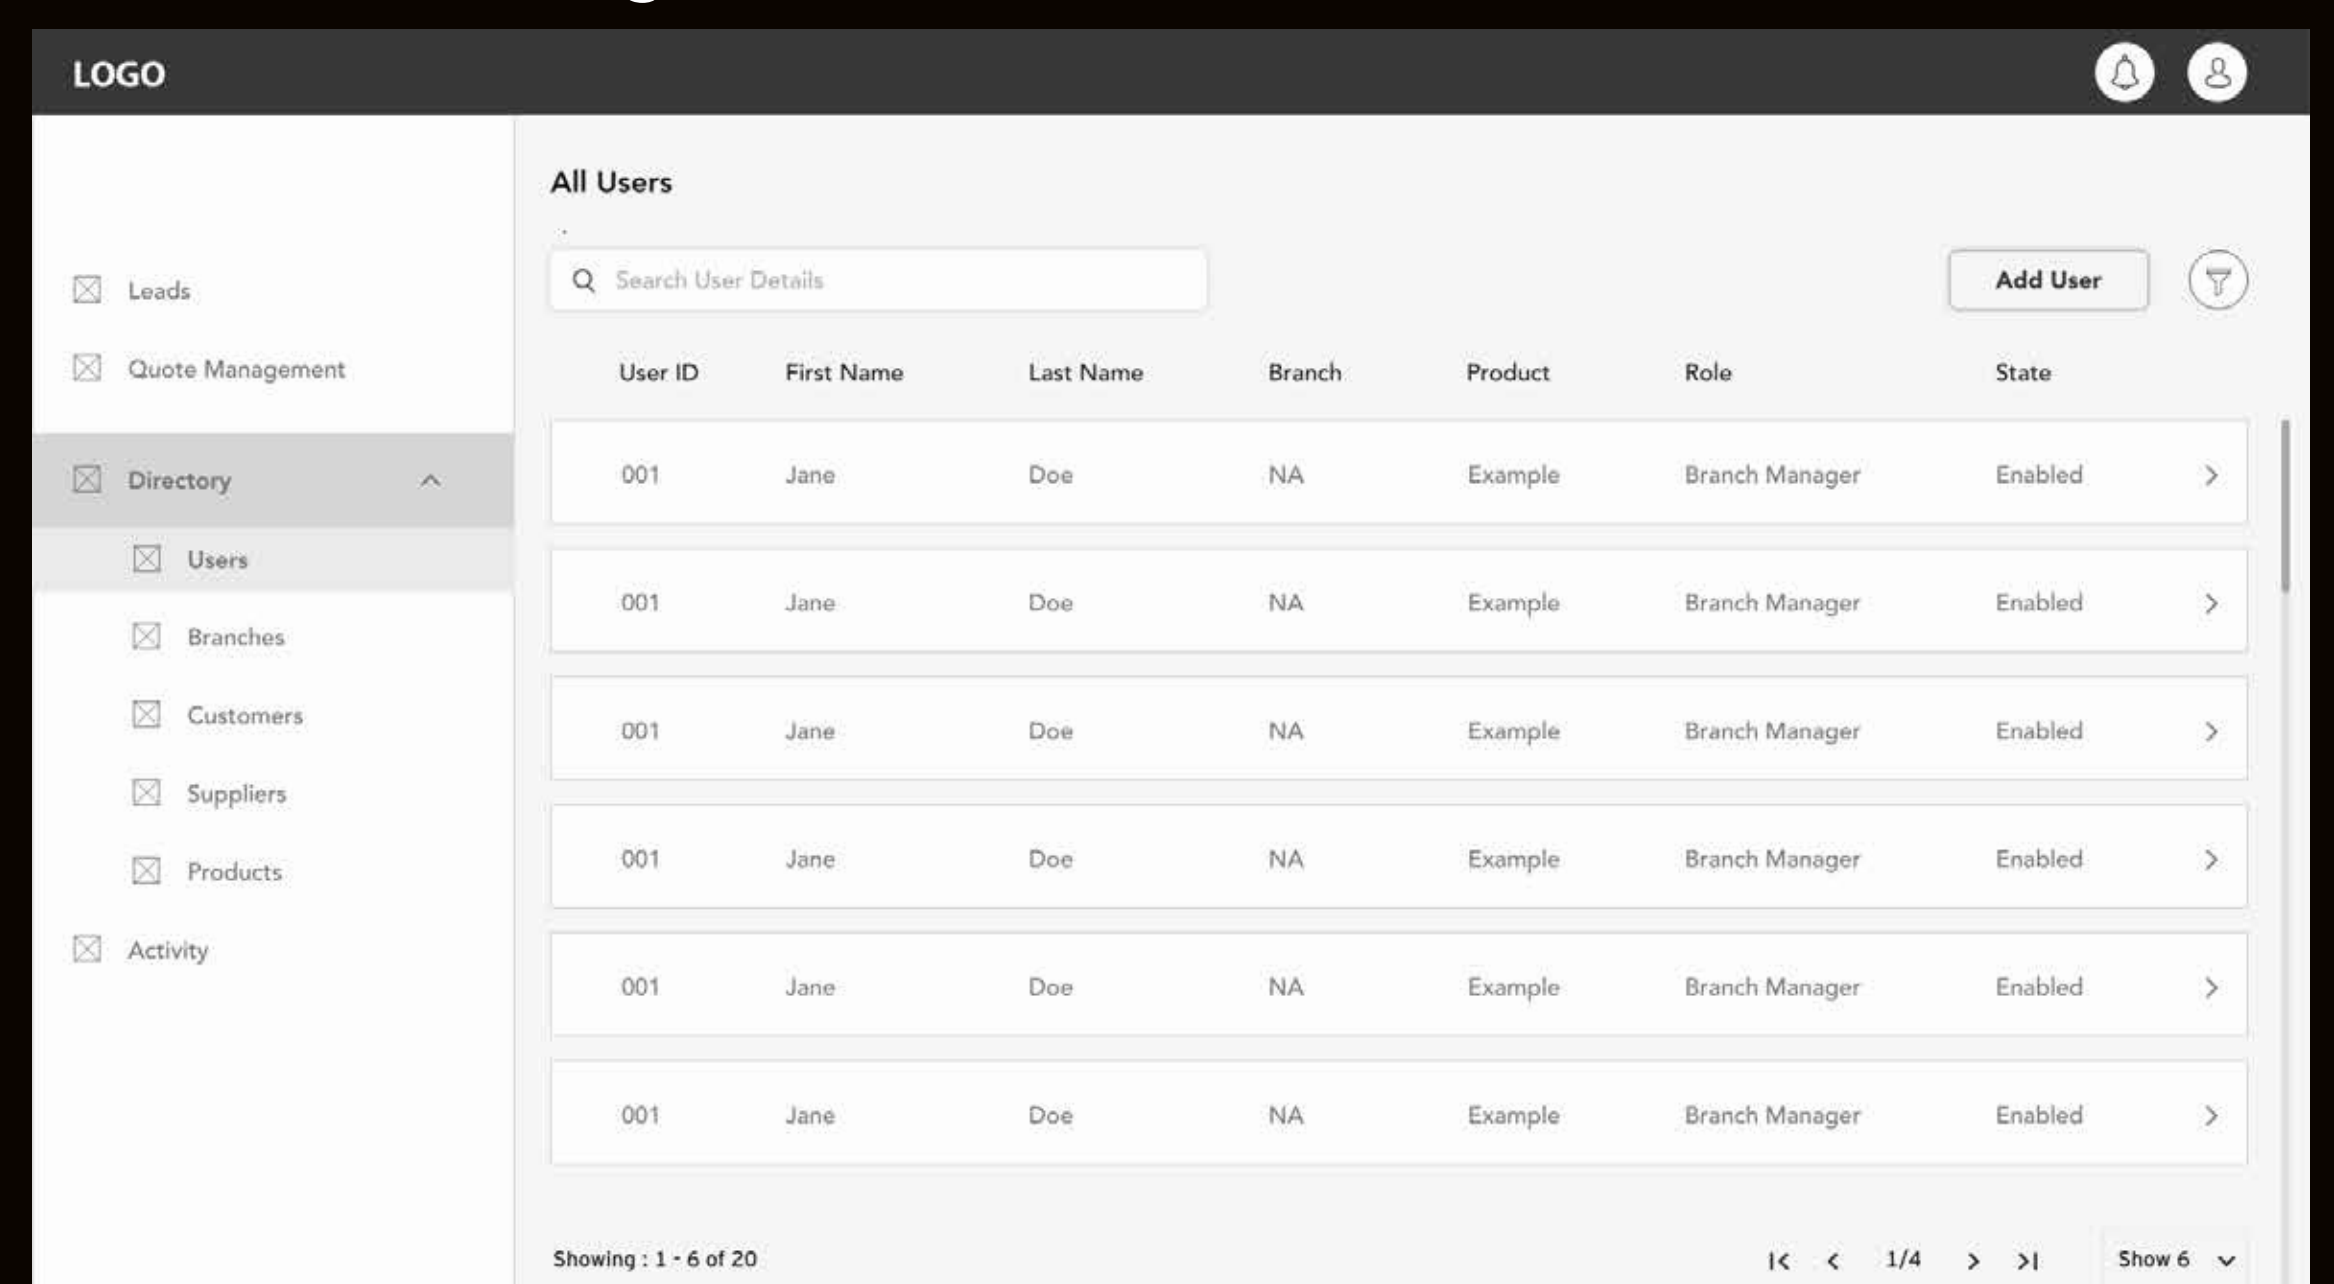 LOGO
All Users
Search User Details
Add User
Leads
Quote Management
Directory
Users
Branches
Customers
Suppliers
Products
Activity
User ID First Name Last Name Branch Product Role State
001 Jane Doe NA Example Branch Manager Enabled
001 Jane Doe NA Example Branch Manager Enabled
001 Jane Doe NA Example Branch Manager Enabled
001 Jane Doe NA Example Branch Manager Enabled
001 Jane Doe NA Example Branch Manager Enabled
001 Jane Doe NA Example Branch Manager Enabled
Showing : 1 - 6 of 20
1/4
Show 6